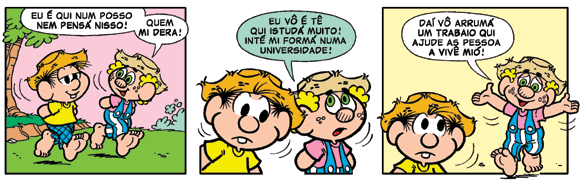 EU É QUI NUM POSSO
NEM PENSÁ NISSO!
QUEM
MI DERA!
EU VÔ É TÊ
QUI ISTUDÁ MUITO!
INTÉ MI FORMÁ NUMA
UNIVERSIDADE!
DAÍ VÔ ARRUMÁ
UM TRABAIO QUI
AJUDE AS PESSOA
A VIVÊ MIÓ!